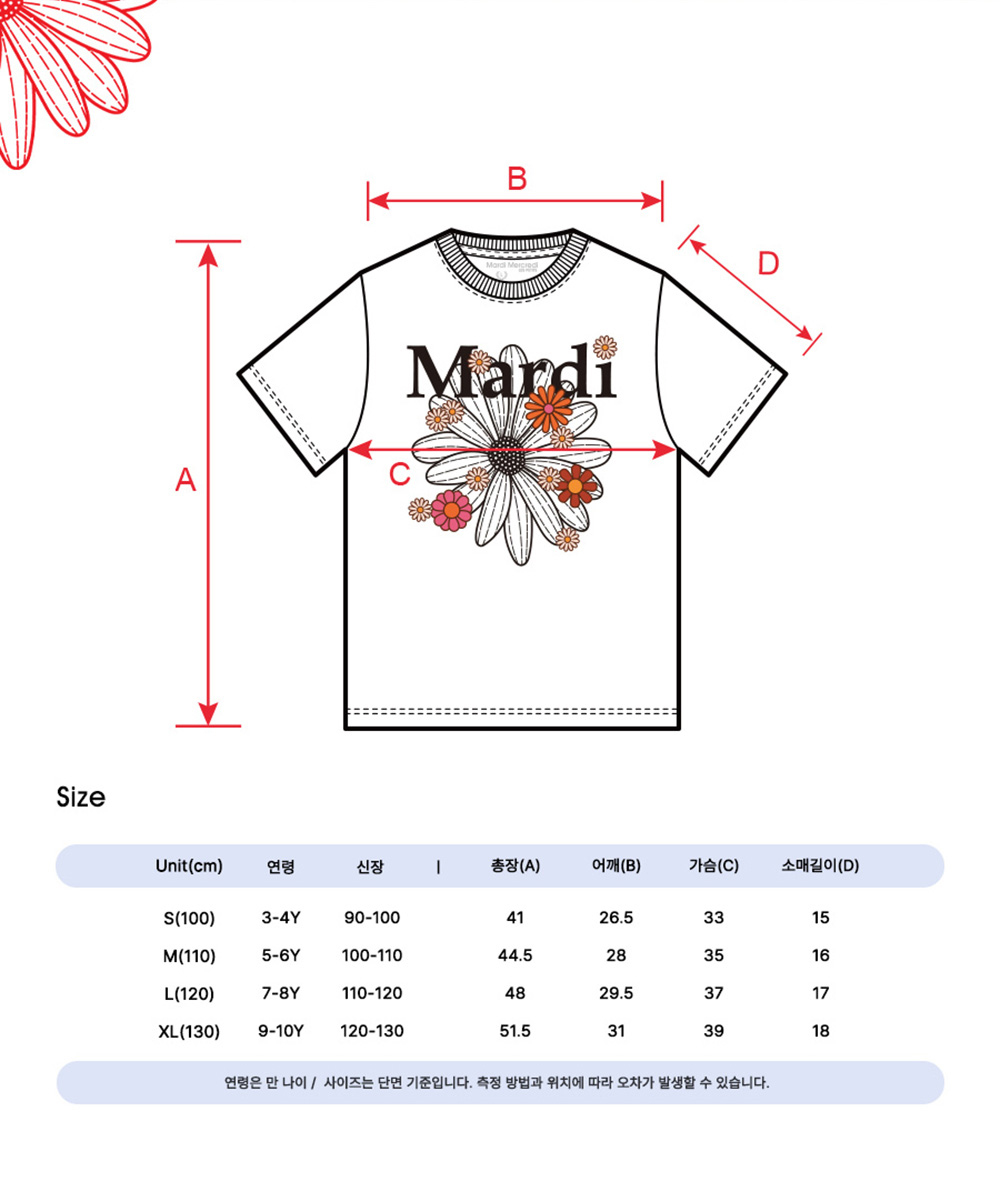 B
D
Mardi Mercredi
Mardi
A
C
Size
Unit(cm) 연령 신장 | 총장(A) 어깨(B) 가슴(C) 소매길이(D)
S(100) 3-4Y 90-100 41 26.5 33 15
M(110) 5-6Y 100-110 44.5 28 35 16
L(120) 7-8Y 110-120 48 29.5 37 17
XL(130) 9-10Y 120-130 51.5 31 39 18
연령은 만 나이 / 사이즈는 단면 기준입니다. 측정 방법과 위치에 따라 오차가 발생할 수 있습니다.